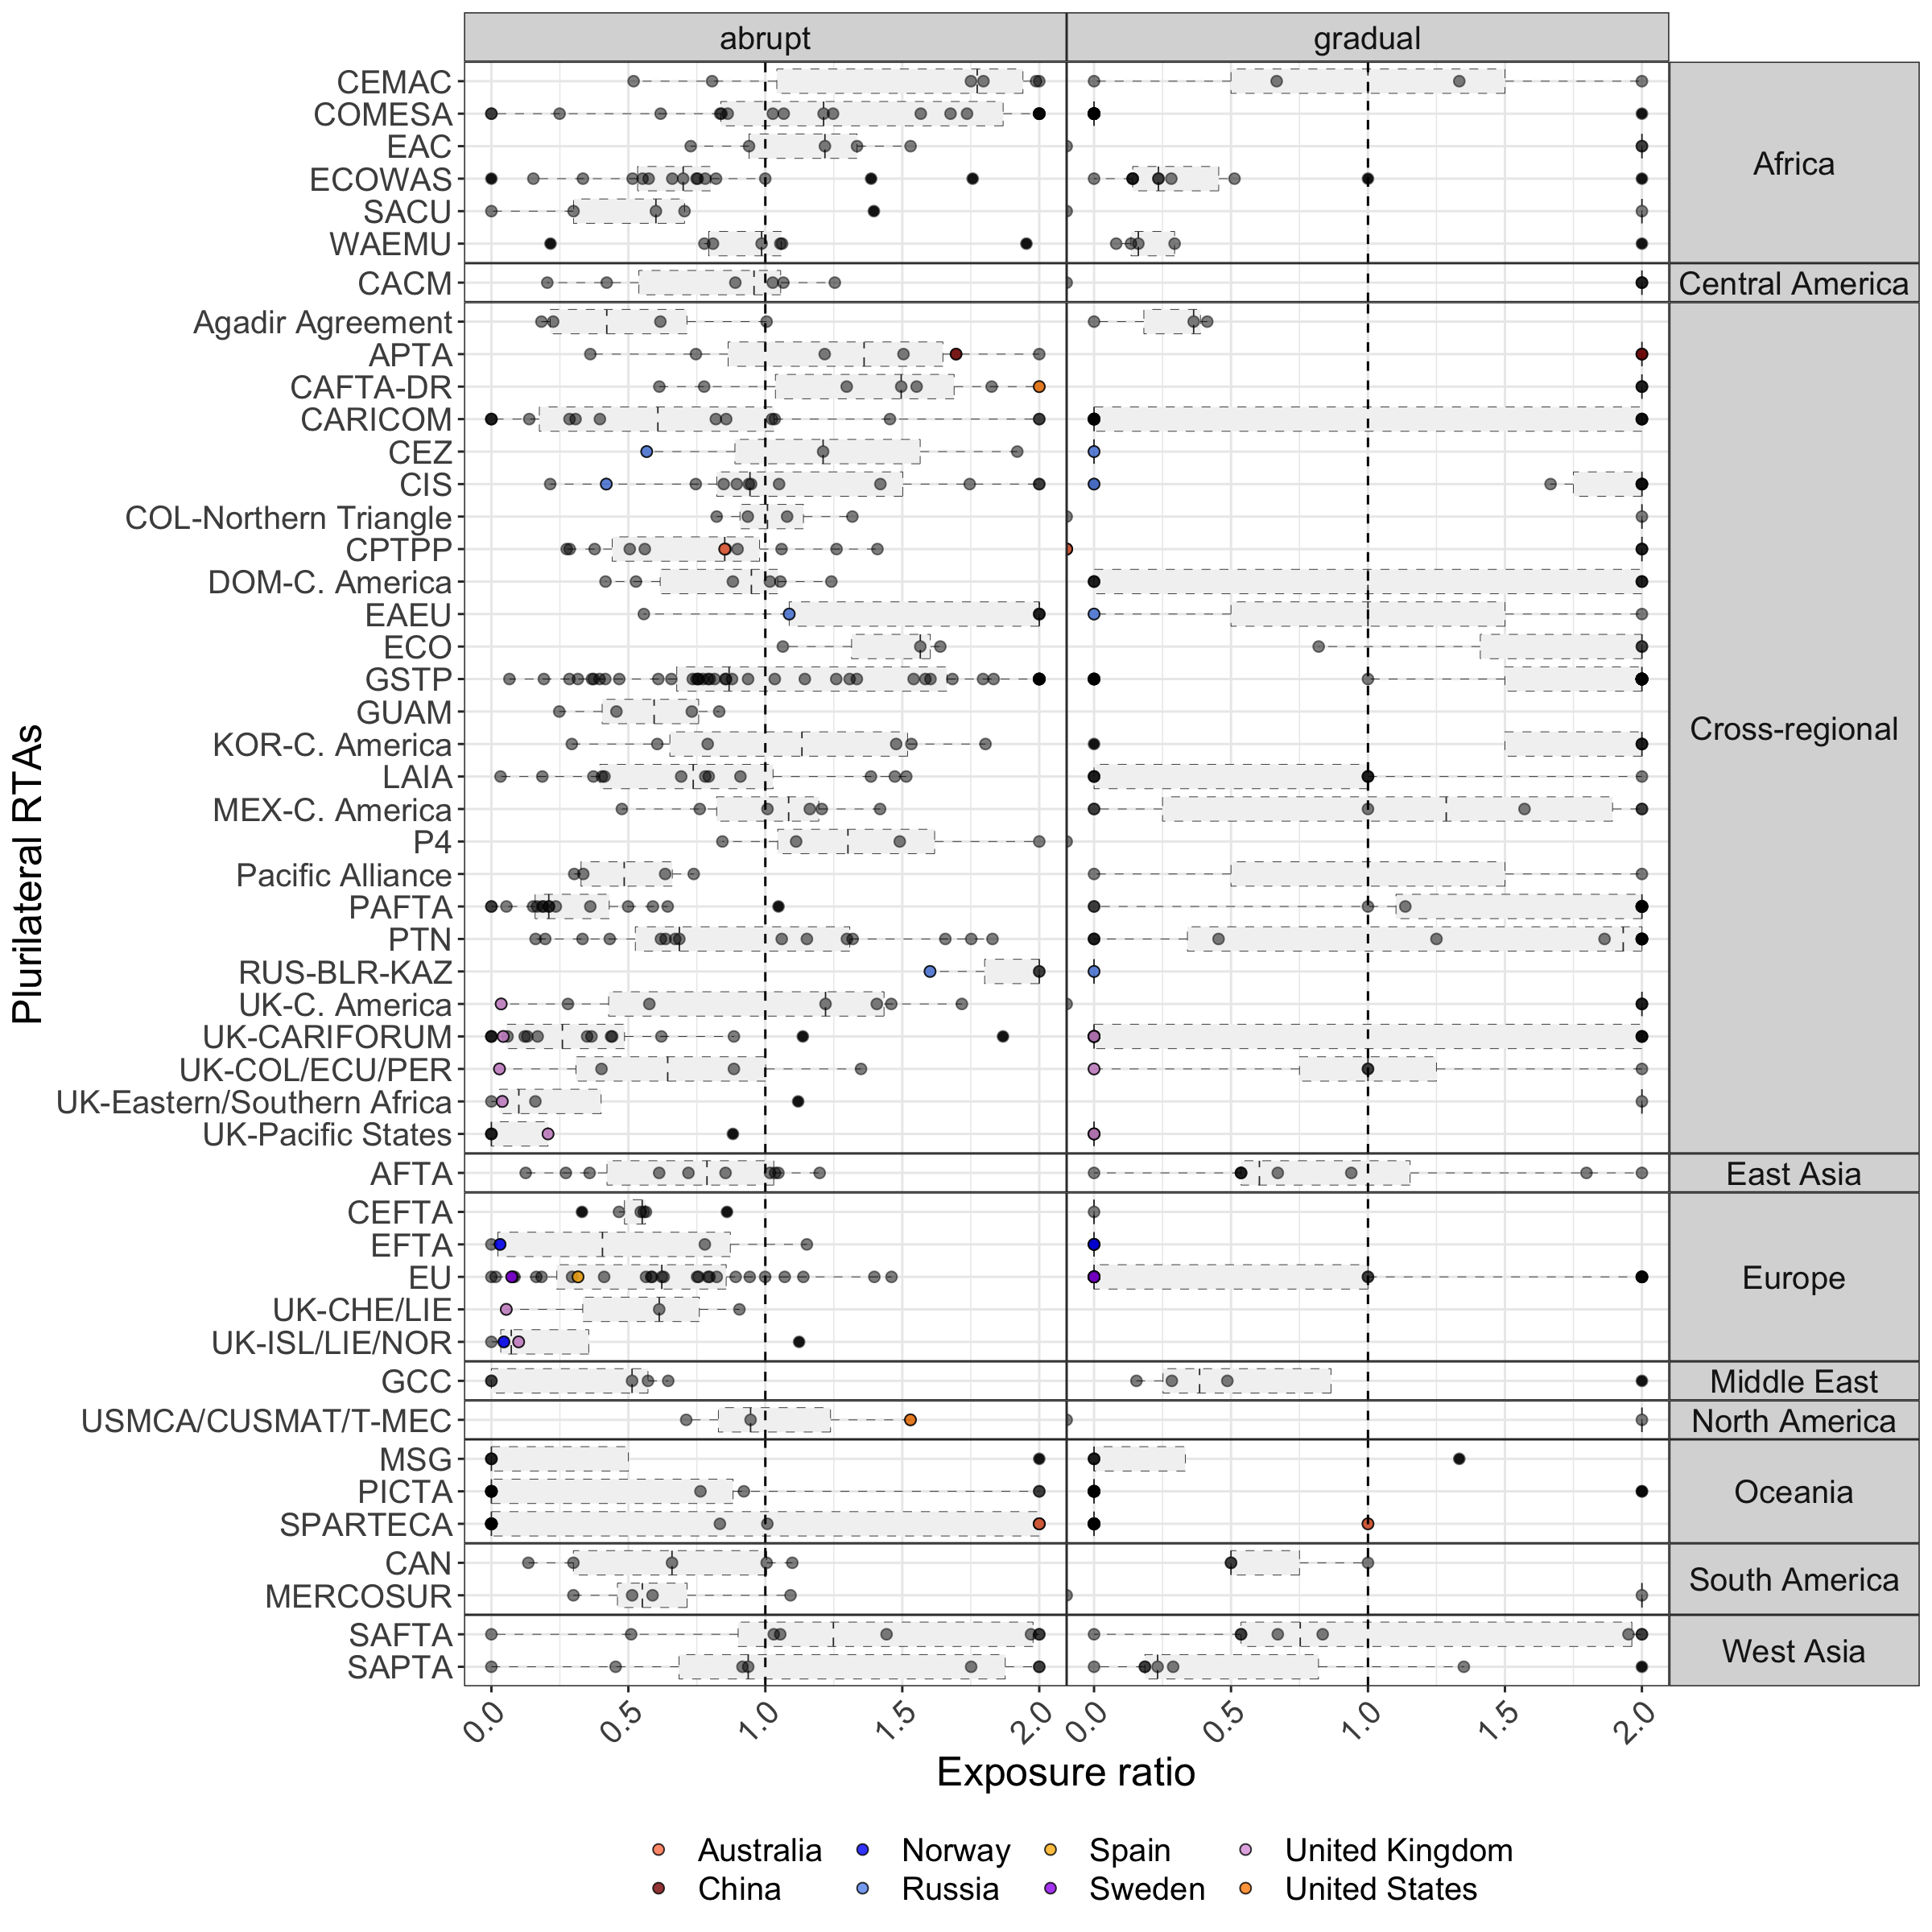 abrupt gradual
CEMAC
COMESA
EAC
ECOWAS
SACU
WAEMU
Africa
CACM
Central America
Agadir Agreement
APTA
CAFTA-DR
CARICOM
CEZ
CIS
COL-Northern Triangle
CPTPP
DOM-C. America
EAEU
ECO
GSTP
GUAM
KOR-C. America
LAIA
MEX-C. America
P4
Pacific Alliance
PAFTA
PTN
RUS-BLR-KAZ
UK-C. America
UK-CARIFORUM
UK-COL/ECU/PER
UK-Eastern/Southern Africa
UK-Pacific States
Cross-regional
AFTA
East Asia
CEFTA
EFTA
EU
UK-CHE/LIE
UK-ISL/LIE/NOR
Europe
GCC
Middle East
USMCA/CUSMAT/T-MEC
North America
MSG
PICTA
SPARTECA
Oceania
CAN
MERCOSUR
South America
SAFTA
SAPTA
West Asia
Plurilateral RTAs
0.0 0.5 1.0 1.5 2.0 0.0 0.5 1.0 1.5 2.0
Exposure ratio
Australia Norway Spain United Kingdom
China Russia Sweden United States